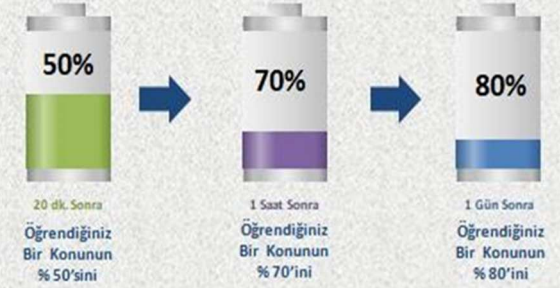 50%
70%
80%
20 dk. Sonra
Öğrendiğiniz
Bir Konunun
% 50'sini
1 Saat Sonra
Öğrendiğiniz
Bir Konunun
% 70'ini
1 Gün Sonra
Öğrendiğiniz
Bir Konunun
% 80'ini